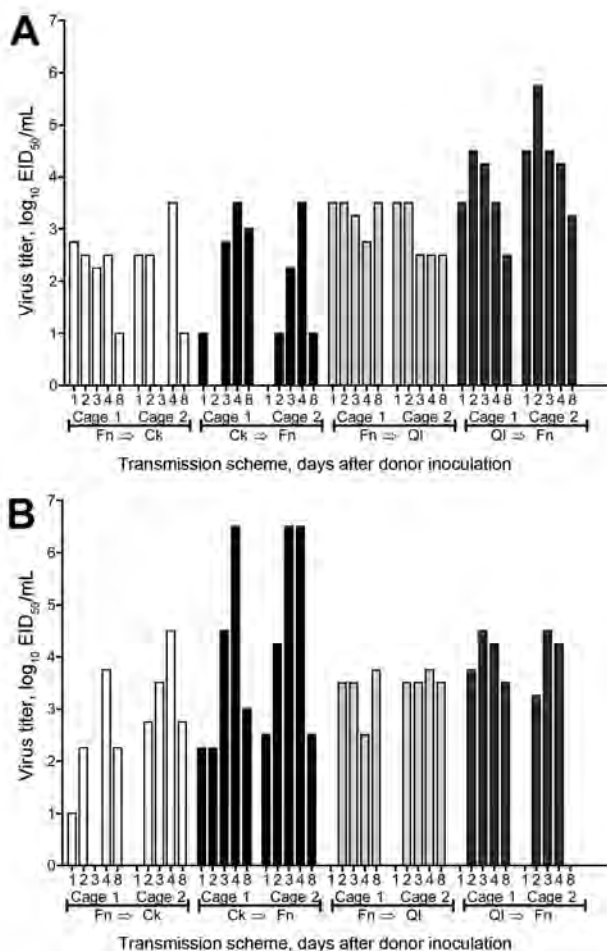 A
7
6
5
4
3
2
1
0
Virus titer, log10 EID50/mL
1 2 3 4 8 1 2 3 4 8 1 2 3 4 8 1 2 3 4 8 1 2 3 4 8 1 2 3 4 8 1 2 3 4 8 1 2 3 4 8
Cage 1 Cage 2 Cage 1 Cage 2 Cage 1 Cage 2 Cage 1 Cage 2
Fn ⇒ Ck Ck ⇒ Fn Fn ⇒ Ql Ql ⇒ Fn
Transmission scheme, days after donor inoculation
B
7
6
5
4
3
2
1
0
Virus titer, log10 EID50/mL
1 2 3 4 8 1 2 3 4 8 1 2 3 4 8 1 2 3 4 8 1 2 3 4 8 1 2 3 4 8 1 2 3 4 8 1 2 3 4 8
Cage 1 Cage 2 Cage 1 Cage 2 Cage 1 Cage 2 Cage 1 Cage 2
Fn ⇒ Ck Ck ⇒ Fn Fn ⇒ Ql Ql ⇒ Fn
Transmission scheme, days after donor inoculation